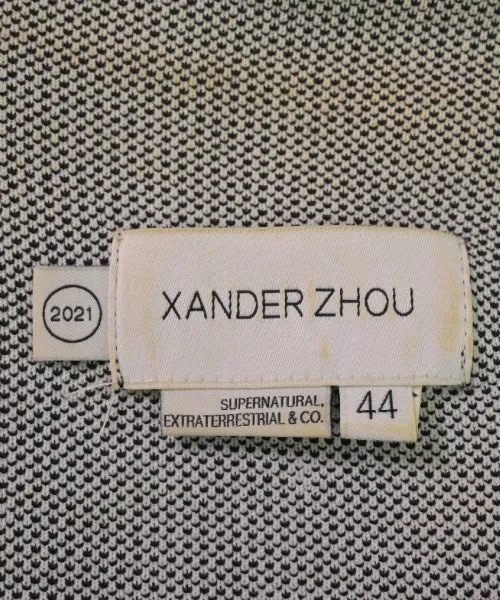 2021
XANDER ZHOU
SUPERNATURAL,
EXTRATERRESTRIAL & CO.
44